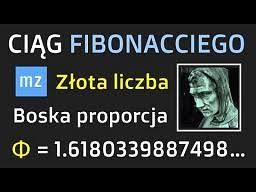 CIĄG FIBONACCIEGO
mz Złota liczba
Boska proporcja
Φ = 1.6180339887498...